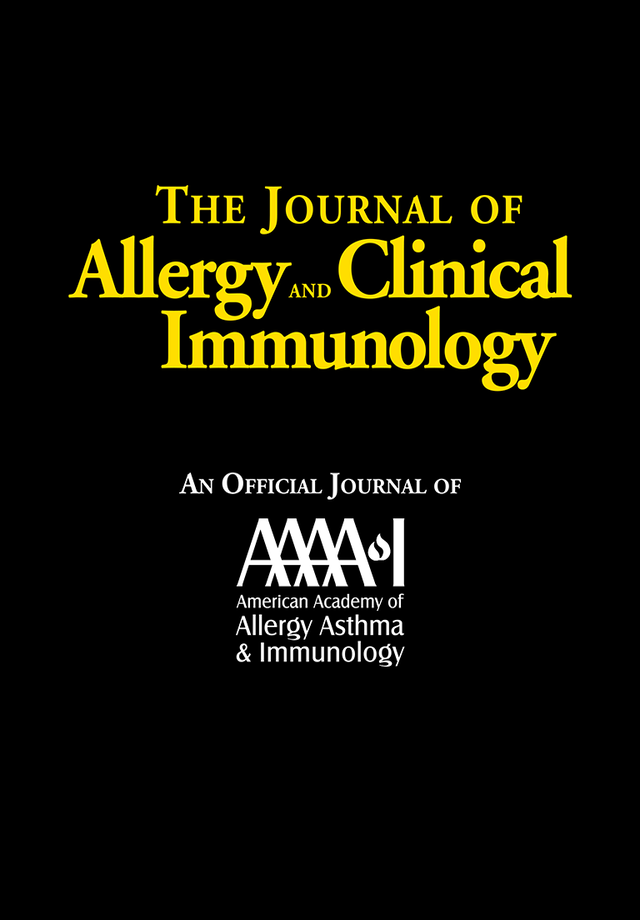 The Journal of
Allergy and Clinical
Immunology
An Official Journal of
AAAAI
American Academy of
Allergy Asthma
& Immunology